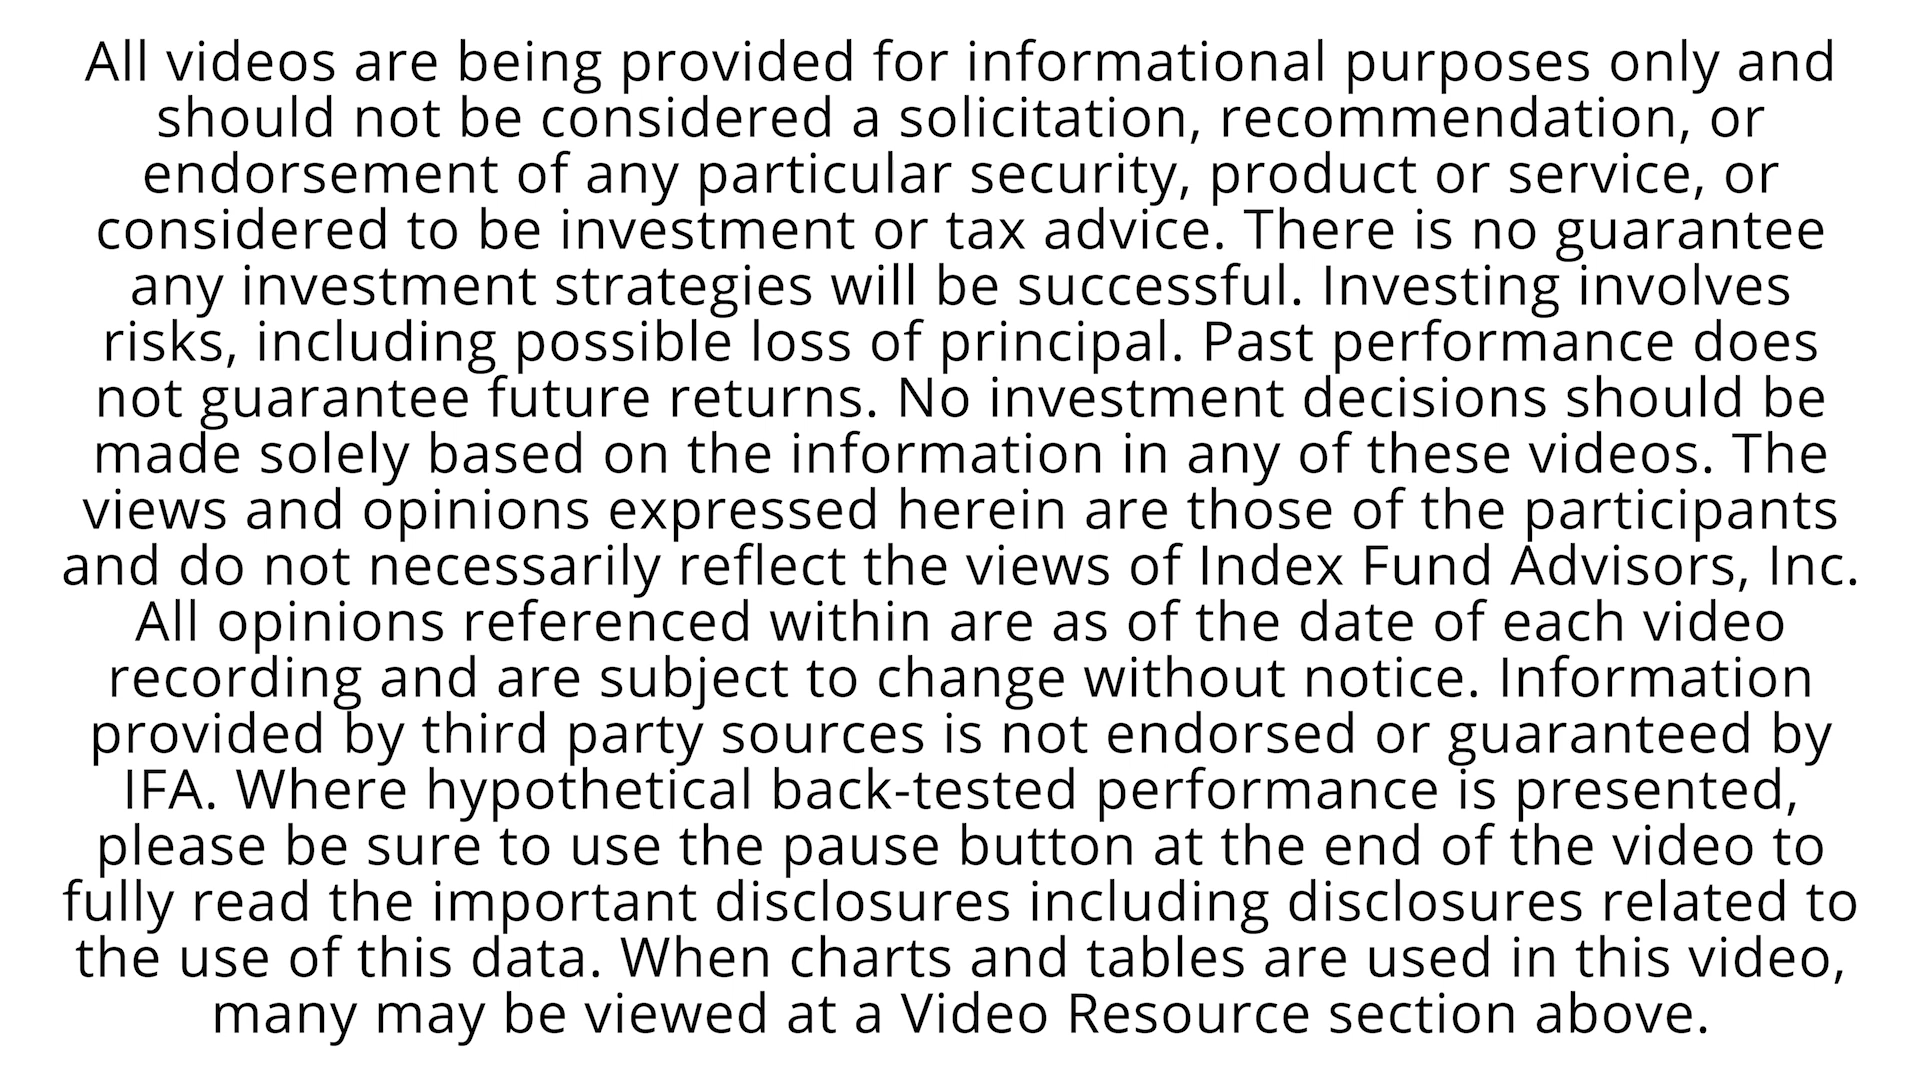 All videos are being provided for informational purposes only and
should not be considered a solicitation, recommendation, or
endorsement of any particular security, product or service, or
considered to be investment or tax advice. There is no guarantee
any investment strategies will be successful. Investing involves
risks, including possible loss of principal. Past performance does
not guarantee future returns. No investment decisions should be
made solely based on the information in any of these videos. The
views and opinions expressed herein are those of the participants
and do not necessarily reflect the views of Index Fund Advisors, Inc.
All opinions referenced within are as of the date of each video
recording and are subject to change without notice. Information
provided by third party sources is not endorsed or guaranteed by
IFA. Where hypothetical back-tested performance is presented,
please be sure to use the pause button at the end of the video to
fully read the important disclosures including disclosures related to
the use of this data. When charts and tables are used in this video,
many may be viewed at a Video Resource section above.